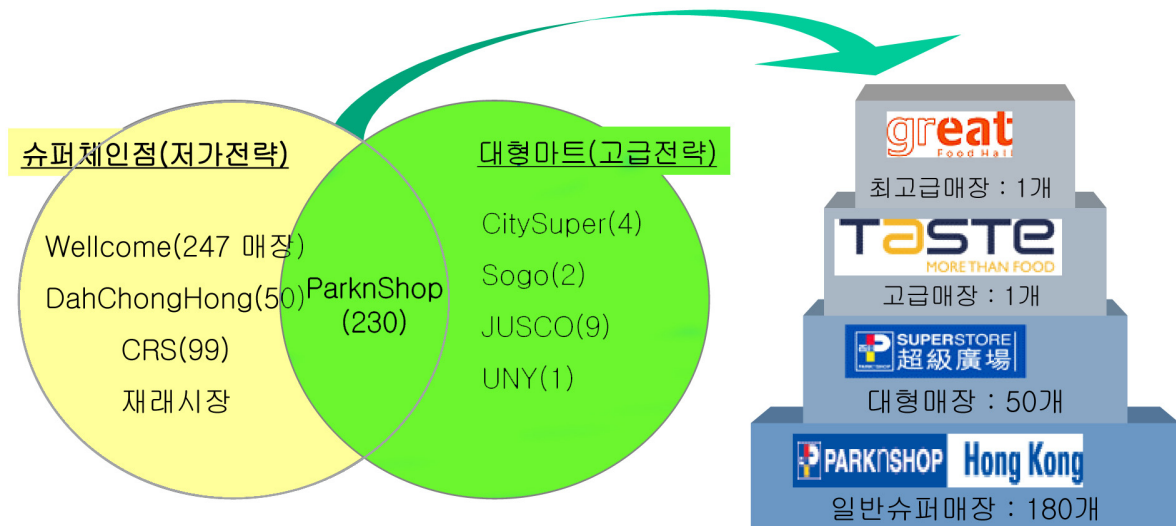 슈퍼체인점(저가전략)
Wellcome(247 매장)
DahChongHong(50)
CRS(99)
재래시장
ParknShop
(230)
대형마트(고급전략)
CitySuper(4)
Sogo(2)
JUSCO(9)
UNY(1)
great
Food Hall
최고급매장 : 1개
TaSTe
MORE THAN FOOD
고급매장 : 1개
PARKNSHOP
SUPERSTORE
超級廣場
대형매장 : 50개
PARKNSHOP Hong Kong
일반슈퍼매장 : 180개